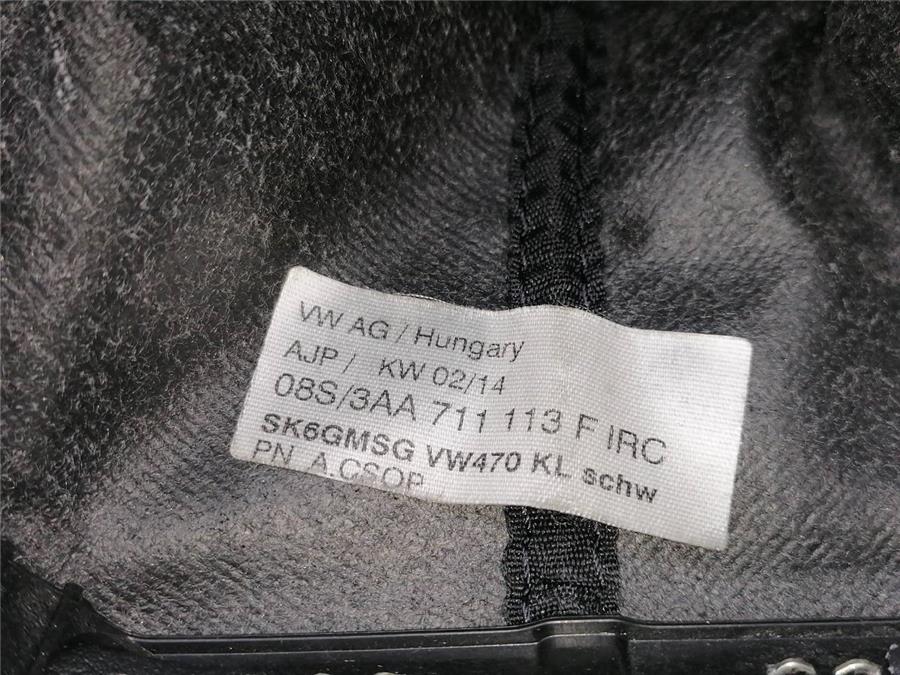 VW AG / Hungary
AJP / KW 02/14
08S/3AA 711 113 F IRC
SK6GMSG VW470 KL schw
PN A.CSOP